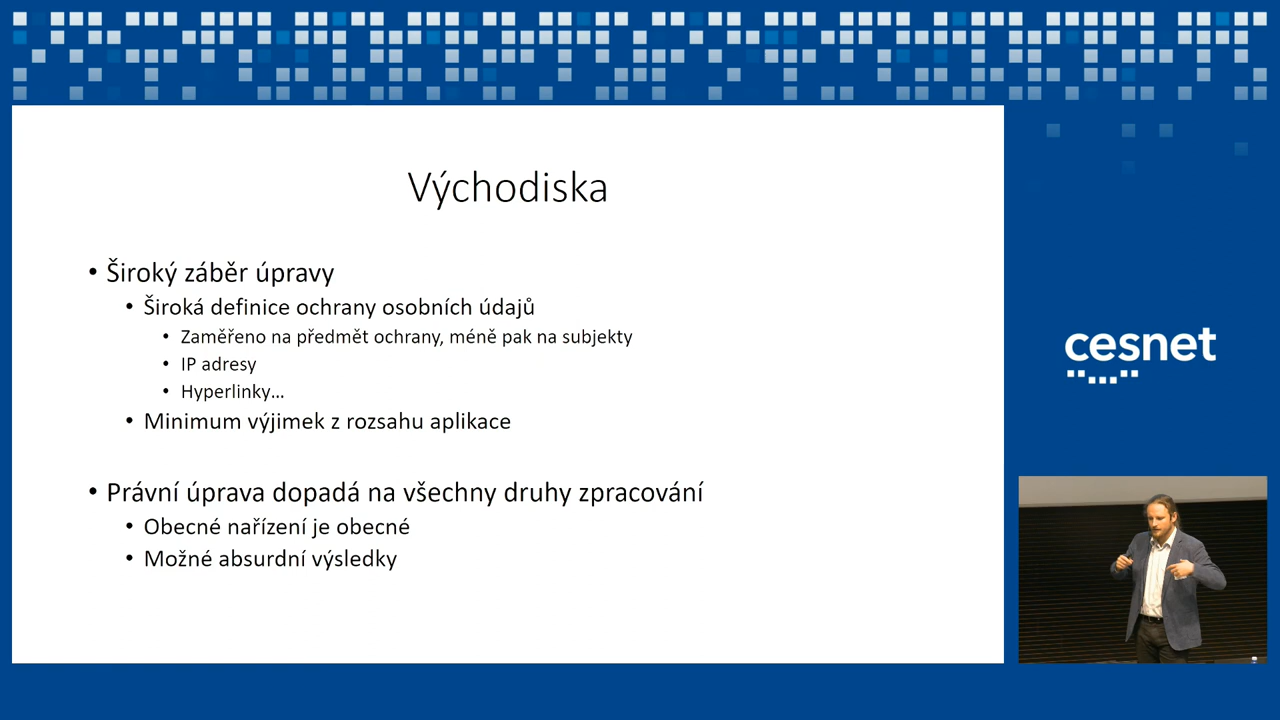 Východiska
• Široký záběr úpravy
• Široká definice ochrany osobních údajů
• Zaměřeno na předmět ochrany, méně pak na subjekty
• IP adresy
• Hyperlinky...
• Minimum výjimek z rozsahu aplikace
• Právní úprava dopadá na všechny druhy zpracování
• Obecné nařízení je obecné
• Možné absurdní výsledky
cesnet